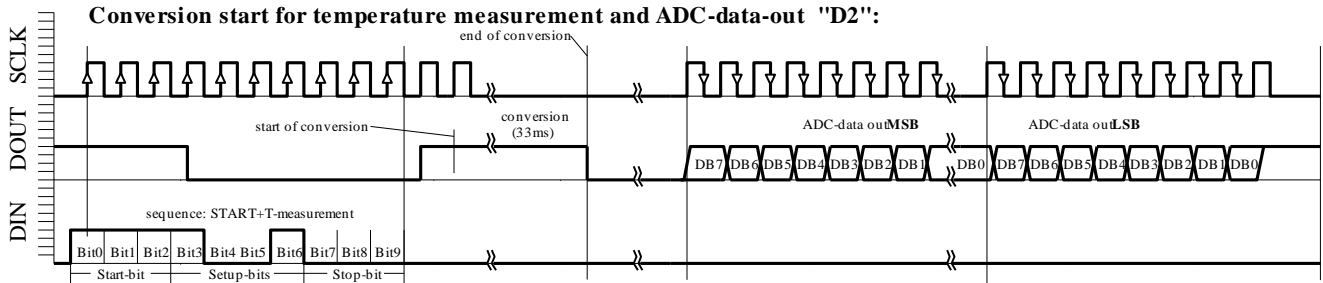 Conversion start for temperature measurement and ADC-data-out "D2":
end of conversion
SCLK
DOUT
start of conversion
conversion
(33ms)
ADC-data out MSB
ADC-data out LSB
DB7 DB6 DB5 DB4 DB3 DB2 DB1 DB0 DB7 DB6 DB5 DB4 DB3 DB2 DB1 DB0
DIN
sequence: START+T-measurement
Bit0 Bit1 Bit2 Bit3 Bit4 Bit5 Bit6 Bit7 Bit8 Bit9
Start-bit Setup-bits Stop-bit